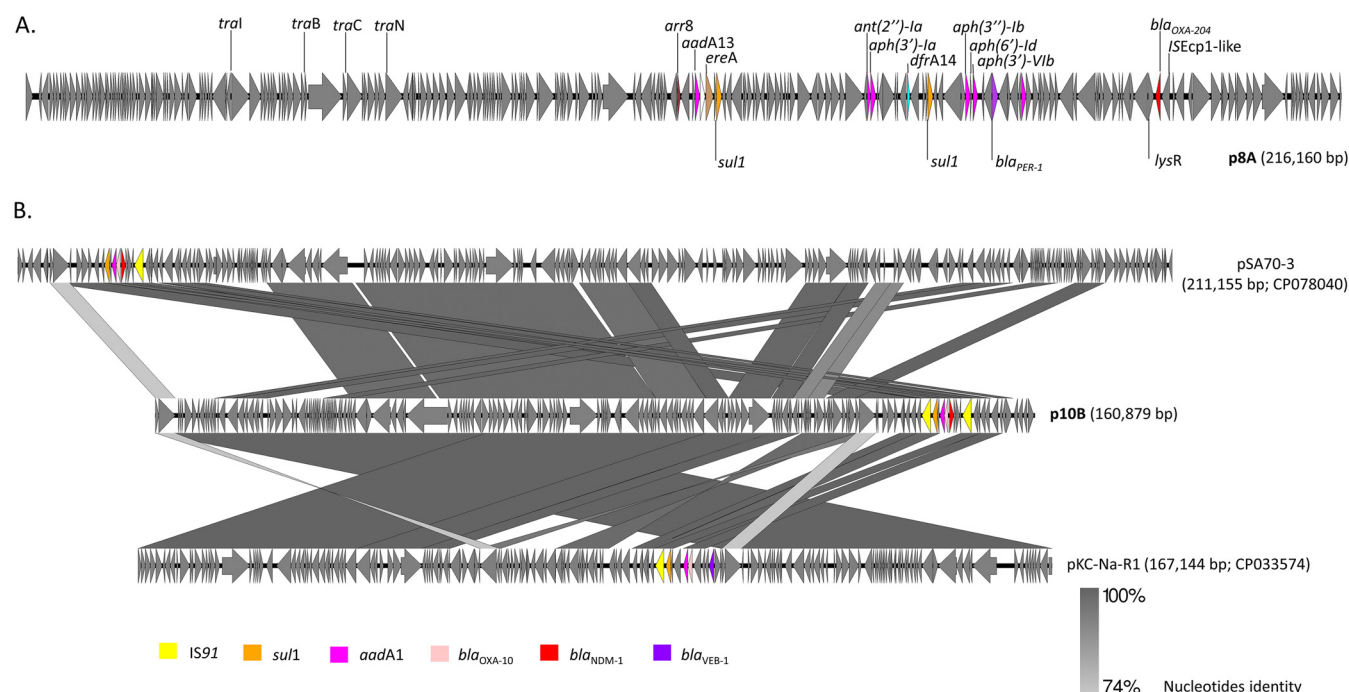 A.
traI
traB
traC
traN
arr8
aadA13
ereA
ant(2'')-Ia
aph(3')-Ia
dfrA14
aph(3'')-Ib
aph(6')-Id
aph(3')-VIb
blaOXA-204
ISEcp1-like
sul1
sul1
blaPER-1
lysR
p8A (216,160 bp)
B.
pSA70-3
(211,155 bp; CP078040)
p10B (160,879 bp)
pKC-Na-R1 (167,144 bp; CP033574)
100%
74%
Nucleotides identity
IS91
sul1
aadA1
blaOXA-10
blaNDM-1
blaVEB-1